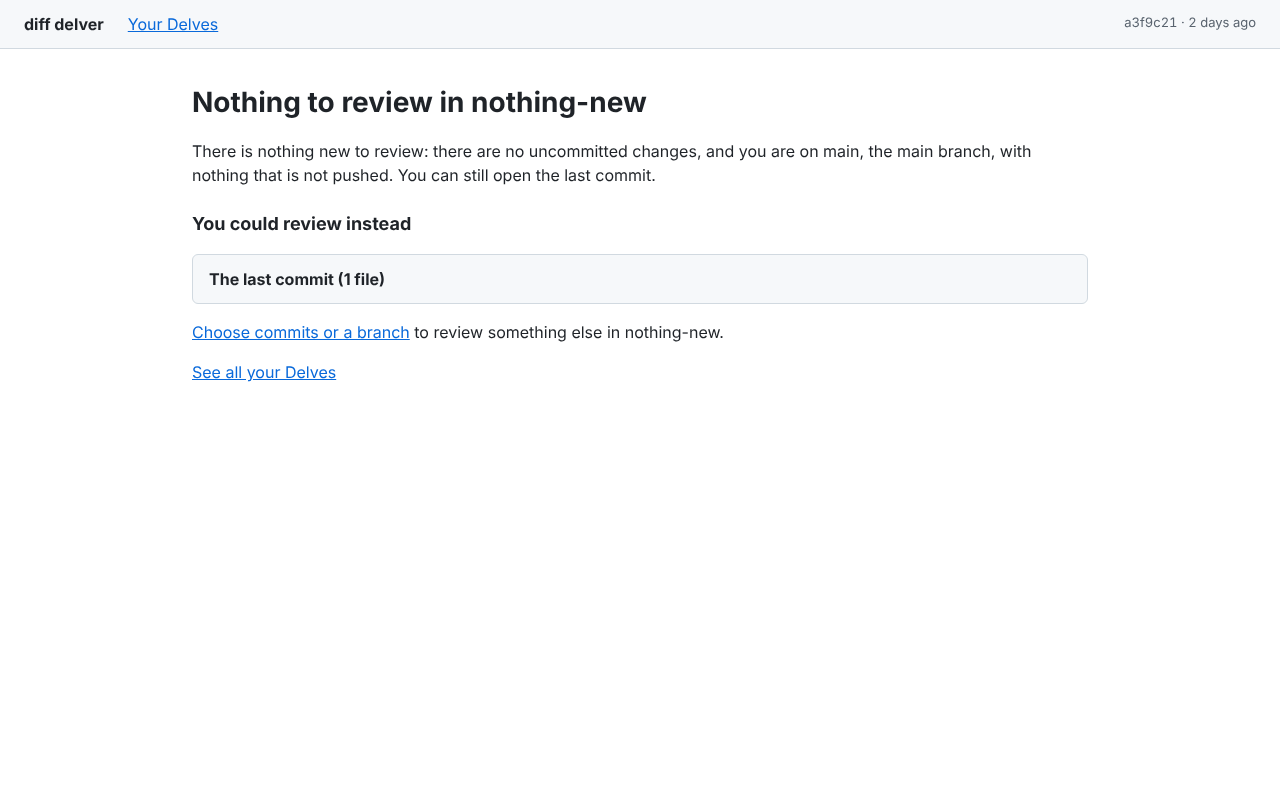 diff delver Your Delves a3f9c21 · 2 days ago
Nothing to review in nothing-new
There is nothing new to review: there are no uncommitted changes, and you are on main, the main branch, with
nothing that is not pushed. You can still open the last commit.
You could review instead
The last commit (1 file)
Choose commits or a branch to review something else in nothing-new.
See all your Delves